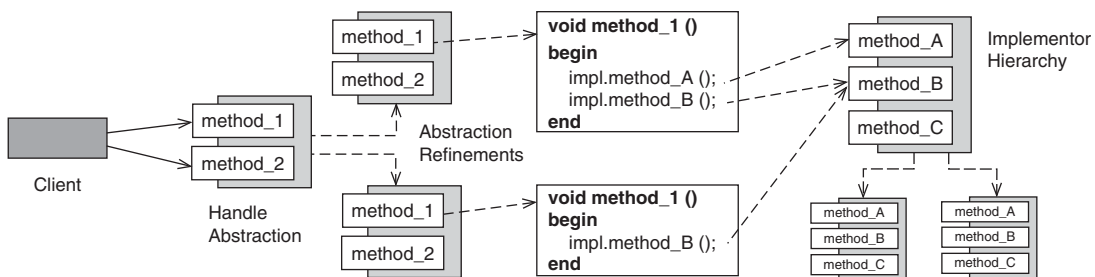 Client
method_1
method_2
Handle
Abstraction
method_1
method_2
Abstraction
Refinements
method_1
method_2
void method_1 ()
begin
impl.method_A ();
impl.method_B ();
end
void method_1 ()
begin
impl.method_B ();
end
method_A
method_B
method_C
Implementor
Hierarchy
method_A
method_B
method_C
method_A
method_B
method_C